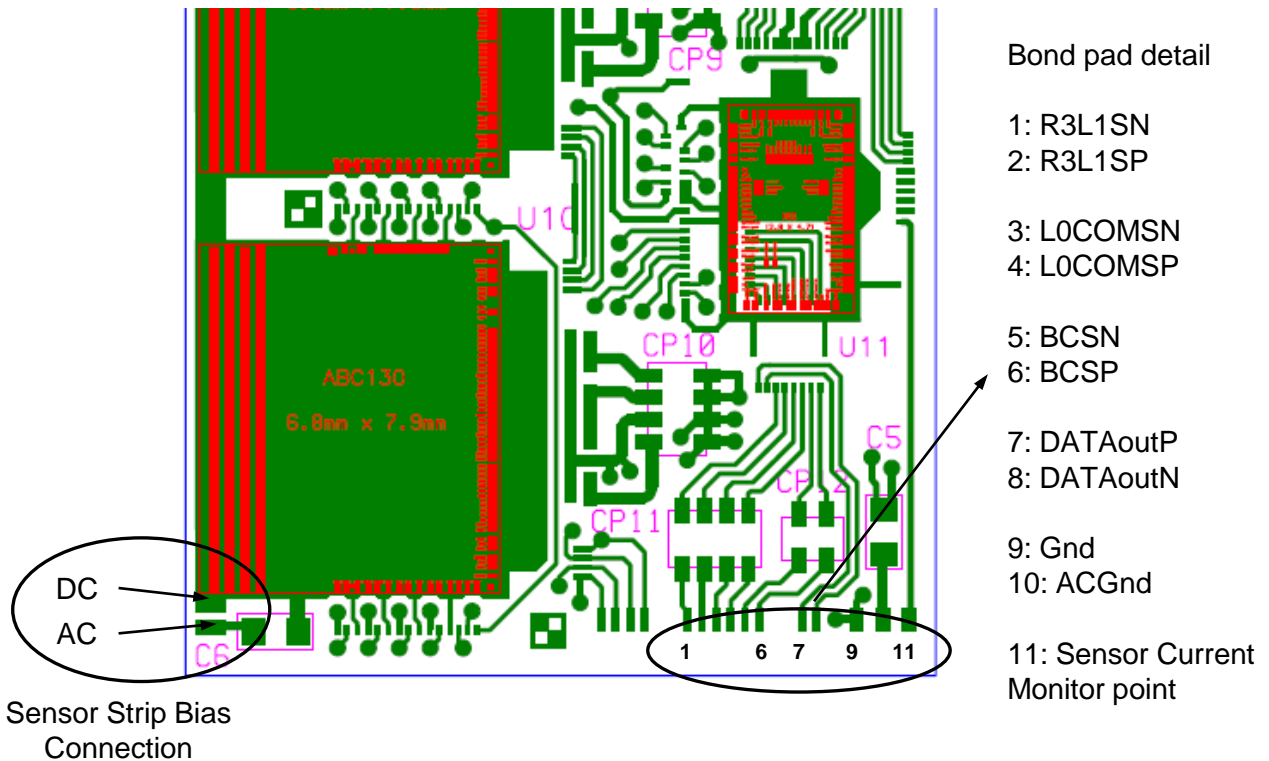 CP9
Bond pad detail
1: R3L1SN
2: R3L1SP
U10
3: L0COMSN
4: L0COMSP
CP10
U11
5: BCSN
6: BCSP
ABC130
6.8mm x 7.9mm
C5
7: DATAoutP
8: DATAoutN
CP12
CP11
9: Gnd
10: ACGnd
DC
AC
C6
1 6 7 9 11
11: Sensor Current
Monitor point
Sensor Strip Bias
Connection